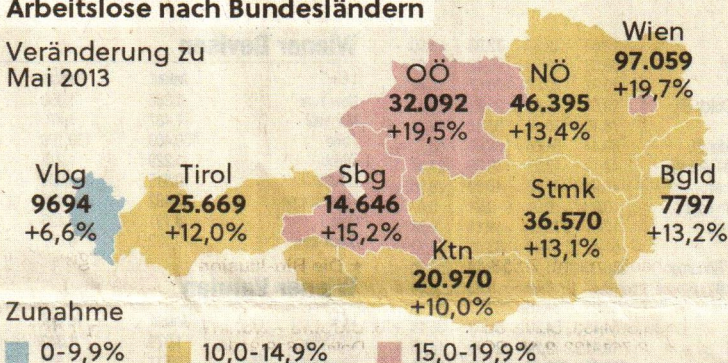 Arbeitslose nach Bundesländern
Veränderung zu
Mai 2013
Wien
97.059
+19,7%
OÖ
32.092
+19,5%
NÖ
46.395
+13,4%
Vbg
9694
+6,6%
Tirol
25.669
+12,0%
Sbg
14.646
+15,2%
Stmk
36.570
+13,1%
Bgld
7797
+13,2%
Ktn
20.970
+10,0%
Zunahme
0-9,9%
10,0-14,9%
15,0-19,9%